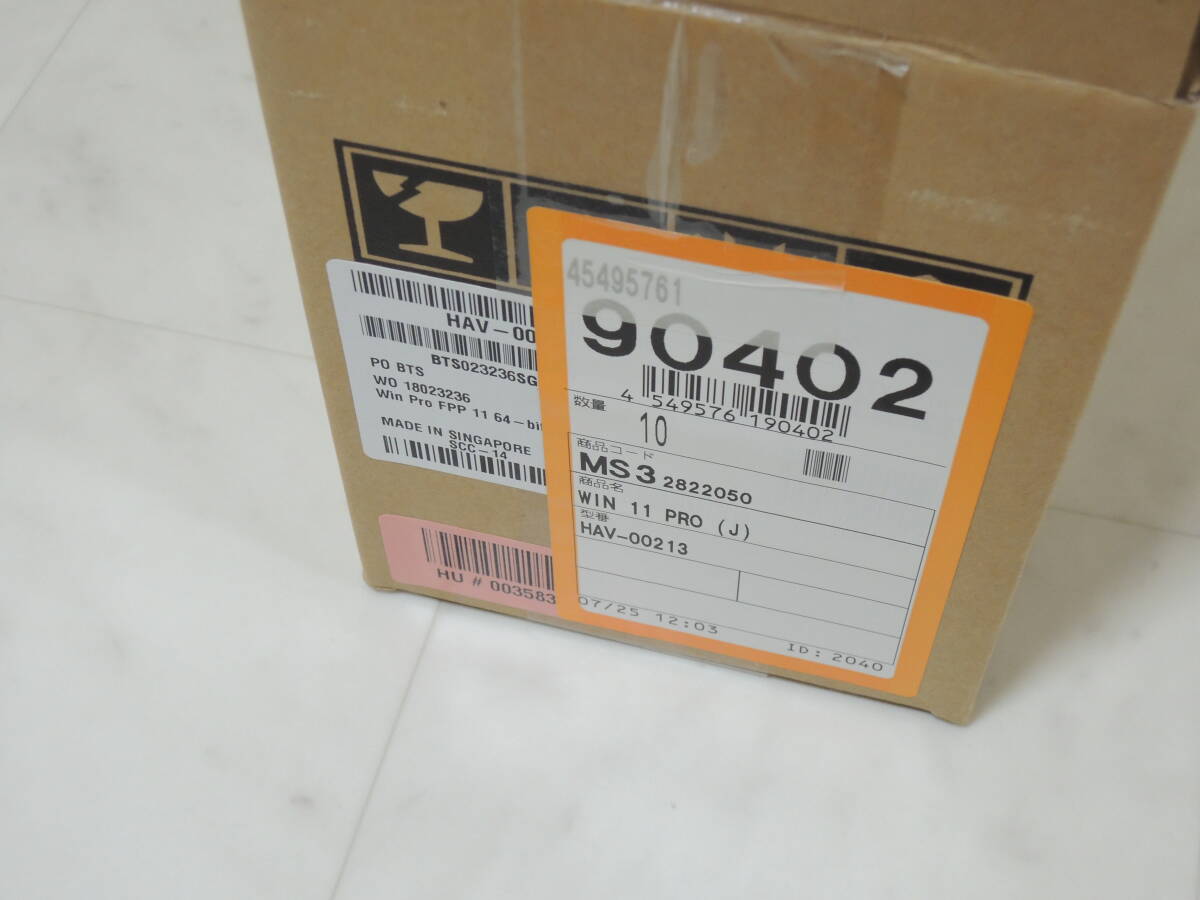 HAV-00
BTS023236SG
PO BTS
WO 18023236
Win Pro FPP 11 64-bit
MADE IN SINGAPORE
SCC-14
HU # 003583
45495761
90402
4 549576 190402
数量
10
商品コード
MS3 2822050
商品名
WIN 11 PRO (J)
型番
HAV-00213
07/25 12:03
ID: 2040